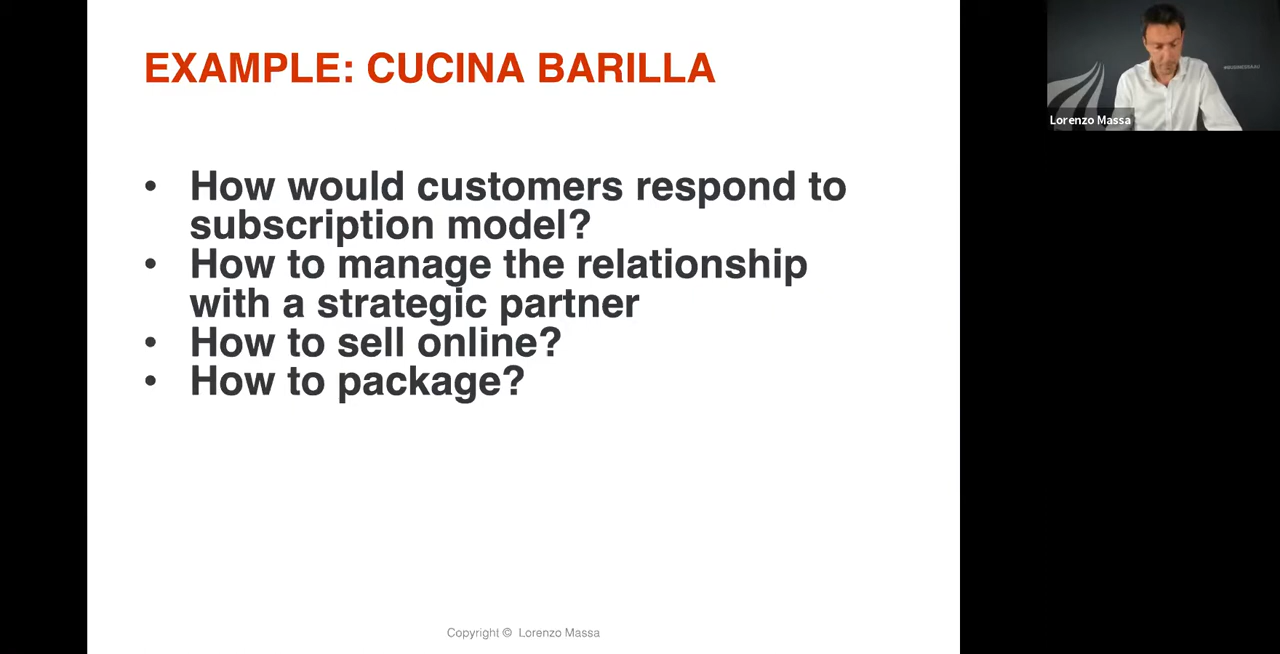 EXAMPLE: CUCINA BARILLA
• How would customers respond to
subscription model?
• How to manage the relationship
with a strategic partner
• How to sell online?
• How to package?
Copyright © Lorenzo Massa
Lorenzo Massa